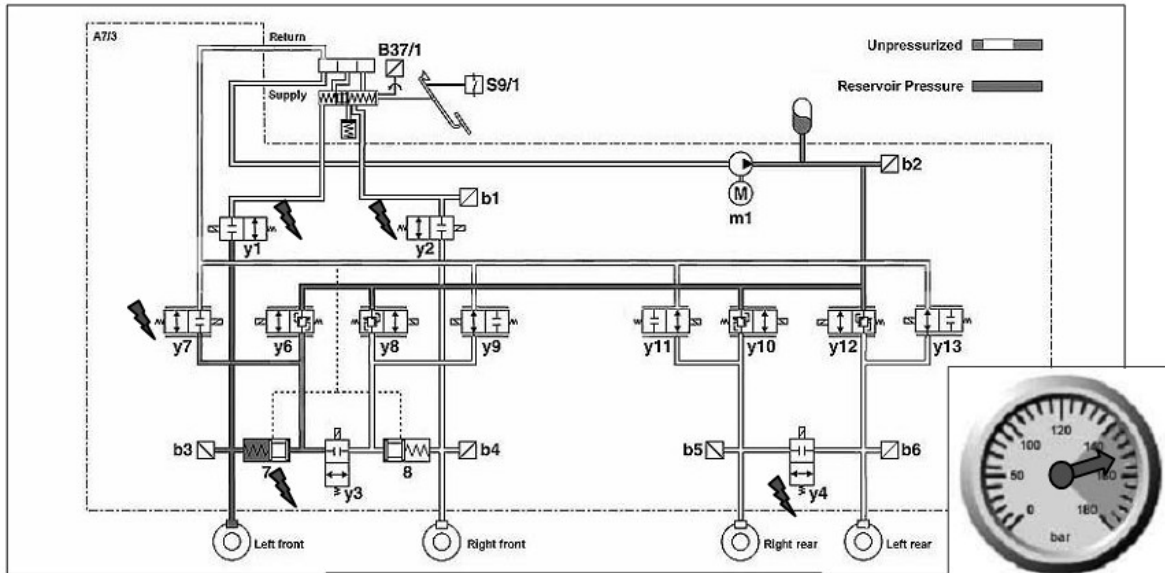 A7/3
Return
B37/1
Unpressurized
S9/1
Reservoir Pressure
Supply
b1
b2
M
m1
y1
y2
y7
y6
y8
y9
y11
y10
y12
y13
b3
7
y3
8
b4
b5
y4
b6
Left front
Right front
Right rear
Left rear
120
100
50
0
180
bar